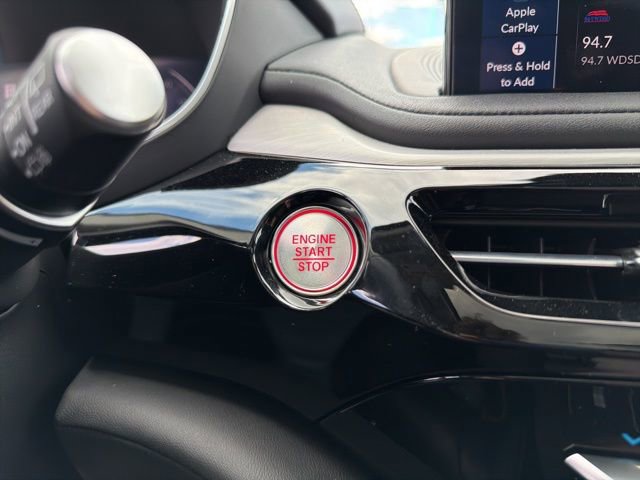 Apple
CarPlay
Press & Hold
to Add
94.7
94.7 WDSD
ENGINE
START
STOP